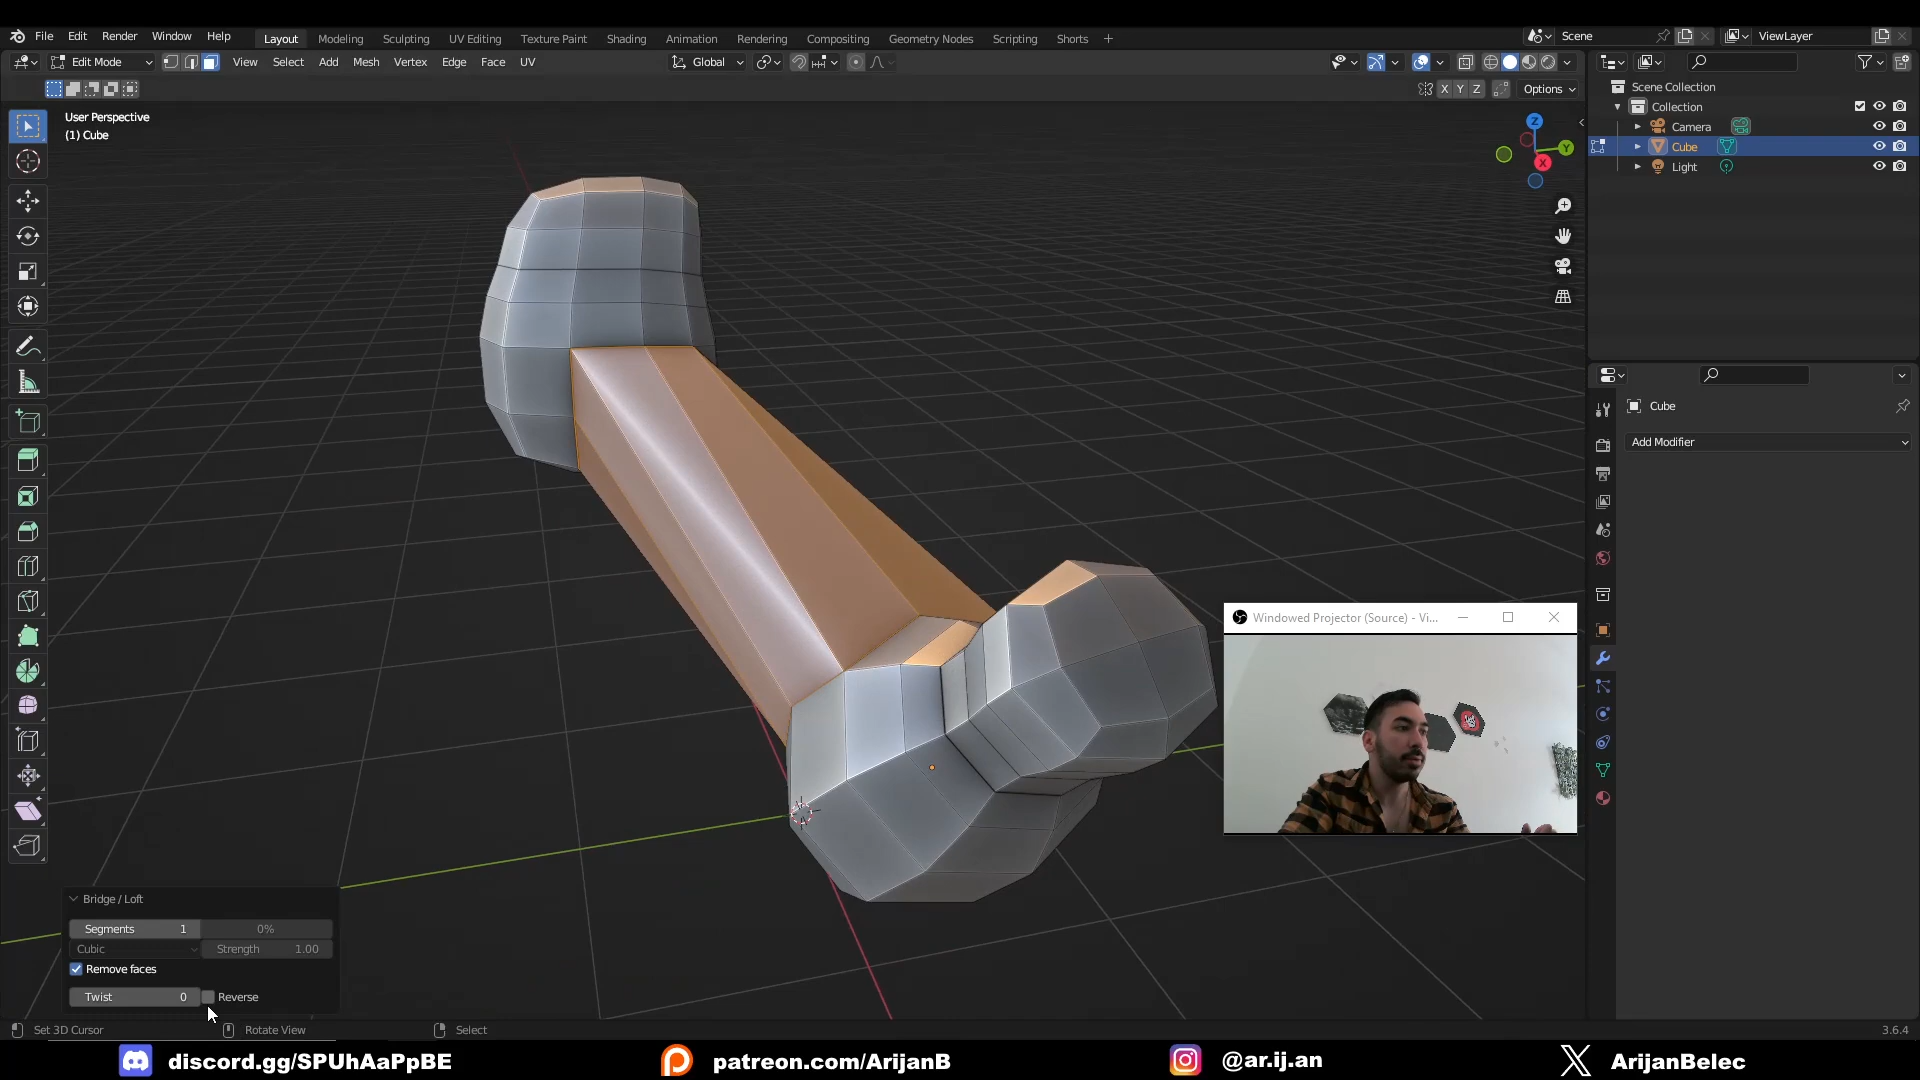 File Edit Render Window Help Layout Modeling Sculpting UV Editing Texture Paint Shading Animation Rendering Compositing Geometry Nodes Scripting Shorts + Scene ViewLayer
Edit Mode View Select Add Mesh Vertex Edge Face UV Global
X Y Z Options
User Perspective
(1) Cube
Z
Y
X
Scene Collection
Collection
Camera
Cube
Light
Cube
Add Modifier
Windowed Projector (Source) - Vi...
Bridge / Loft
Segments 1 0%
Cubic Strength 1.00
Remove faces
Twist 0 Reverse
Set 3D Cursor Rotate View Select 3.6.4
discord.gg/SPUhAaPpBE patreon.com/ArijanB @ar.ij.an ArijanBelec